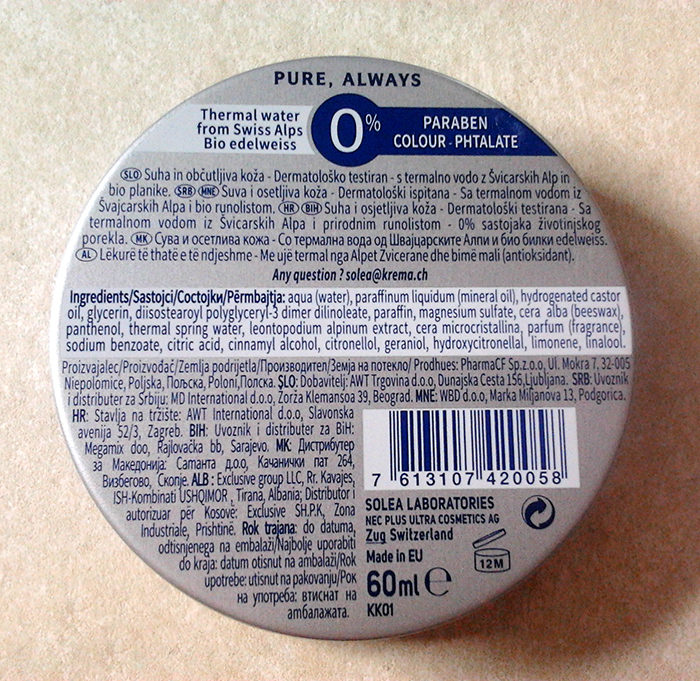 PURE, ALWAYS
Thermal water
from Swiss Alps
Bio edelweiss
0%
PARABEN
COLOUR - PHTALATE
SLO Suha in občutljiva koža - Dermatološko testiran - s termalno vodo z Švicarskih Alp in
bio planike. SRB MNE Suva i osetljiva koža - Dermatološki ispitana - Sa termalnom vodom iz
Švajcarskih Alpa i bio runolistom. HR BIH Suha i osjetljiva koža - Dermatološki testirana - Sa
termalnom vodom iz Švicarskih Alpa i prirodnim runolistom - 0% sastojaka životinjskog
porekla. MK Сува и осетлива кожа - Со термална вода од Швајцарските Алпи и био билки edelweiss.
AL Lëkurë të thatë e të ndjeshme - Me ujë termal nga Alpet Zvicerane dhe bimë mali (antioksidant).
Any question ? solea@krema.ch
Ingredients/Sastojci/Состојки/Përmbajtja: aqua (water), paraffinum liquidum (mineral oil), hydrogenated castor
oil, glycerin, diisostearoyl polyglyceryl-3 dimer dilinoleate, paraffin, magnesium sulfate, cera alba (beeswax),
panthenol, thermal spring water, leontopodium alpinum extract, cera microcristallina, parfum (fragrance),
sodium benzoate, citric acid, cinnamyl alcohol, citronellol, geraniol, hydroxycitronellal, limonene, linalool.
Proizvajalec/Proizvođač/Zemlja podrijetla/Производител/Земја на потекло/ Prodhues: PharmaCF Sp.z.o.o, Ul. Mokra 7, 32-005
Niepolomice, Poljska, Пољска, Poloni,Полска. SLO: Dobavitelj: AWT Trgovina d.o.o, Dunajska Cesta 156,Ljubljana. SRB: Uvoznik
i distributer za Srbiju: MD International d.o.o, Zorža Klemansoa 39, Beograd. MNE: WBD d.o.o, Marka Miljanova 13, Podgorica.
HR: Stavlja na tržište: AWT International d.o.o, Slavonska
avenija 52/3, Zagreb. BIH: Uvoznik i distributer za BiH:
Megamix doo, Rajlovačka bb, Sarajevo. MK: Дистрибутер
за Македонија: Саманта д.о.о, Качанички пат 264,
Визбегово, Скопје. ALB : Exclusive group LLC, Rr. Kavajes,
ISH-Kombinati USHQIMOR , Tirana, Albania; Distributor i
autorizuar për Kosovë: Exclusive SH.P.K, Zona
Industriale, Prishtinë. Rok trajana: do datuma,
odtisnjenega na embalaži/Najbolje uporabiti
do kraja: datum otisnut na ambalaži/Rok
upotrebe: utisnut na pakovanju/Рок
на употреба: втиснат на
амбалажата.
7 613107 420058
SOLEA LABORATORIES
NEC PLUS ULTRA COSMETICS AG
Zug Switzerland
Made in EU
60ml e
KK01
12M